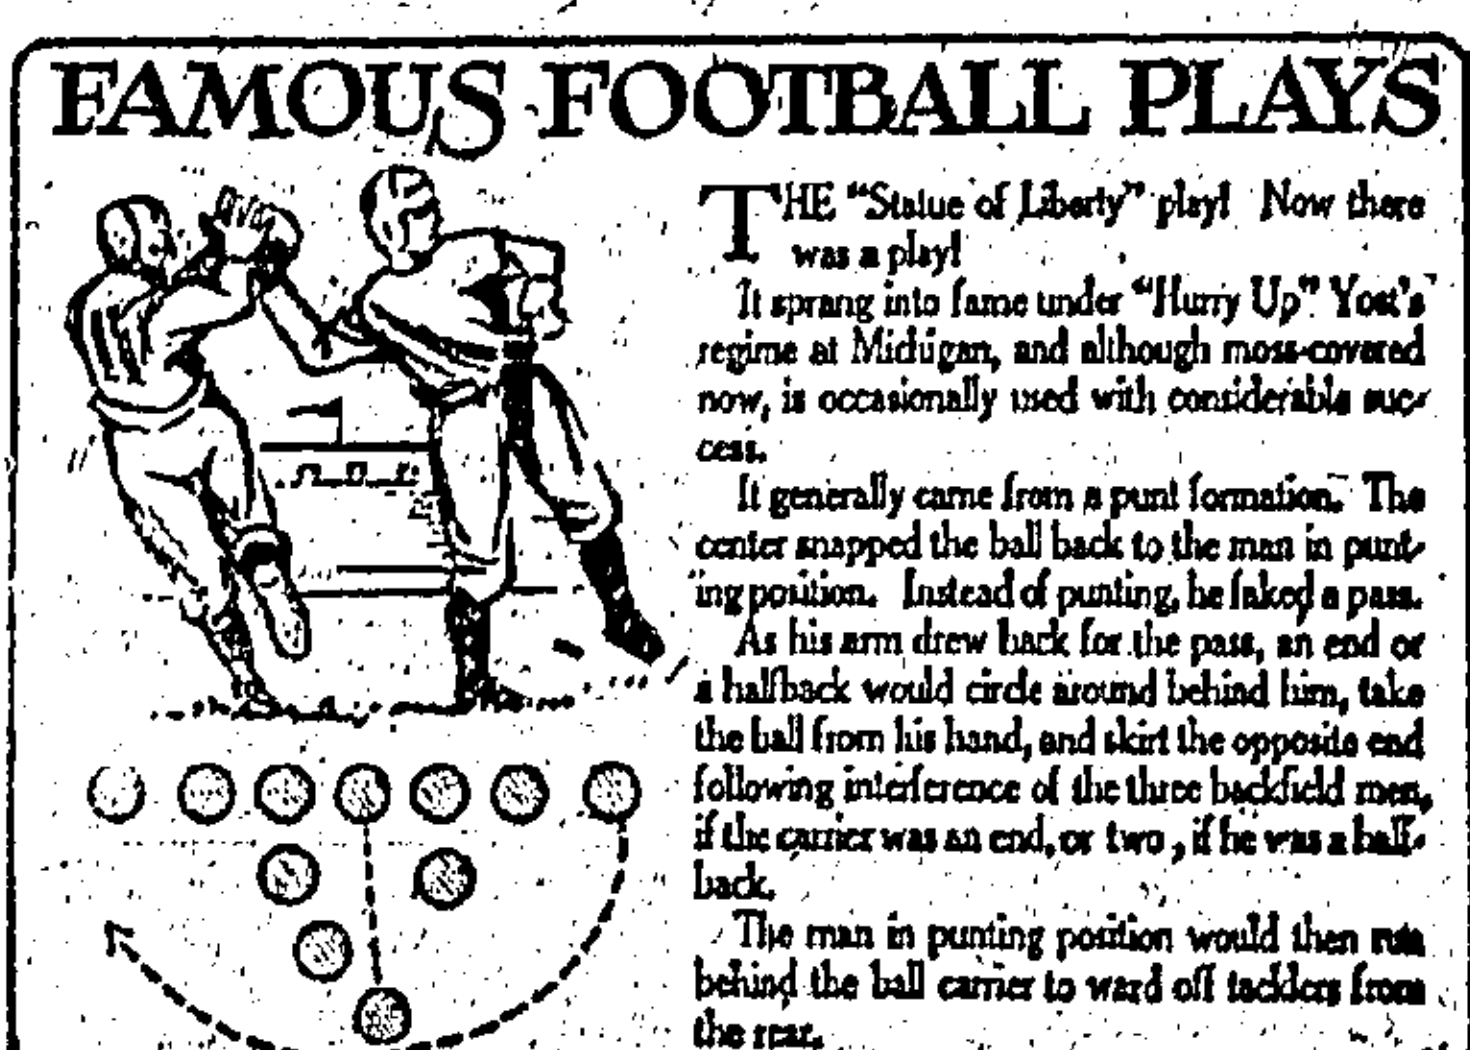 FAMOUS FOOTBALL PLAYS
THE "Statue of Liberty" play! Now there
was a play!
It sprang into fame under "Hurry Up" Yost's
regime at Michigan, and although moss-covered
now, is occasionally used with considerable suc-
cess.
It generally came from a punt formation. The
center snapped the ball back to the man in punt-
ing position. Instead of punting, he faked a pass.
As his arm drew back for the pass, an end or
a halfback would circle around behind him, take
the ball from his hand, and skirt the opposite end
following interference of the three backfield men,
if the carrier was an end, or two, if he was a half-
back.
The man in punting position would then run
behind the ball carrier to ward off tacklers from
the rear.